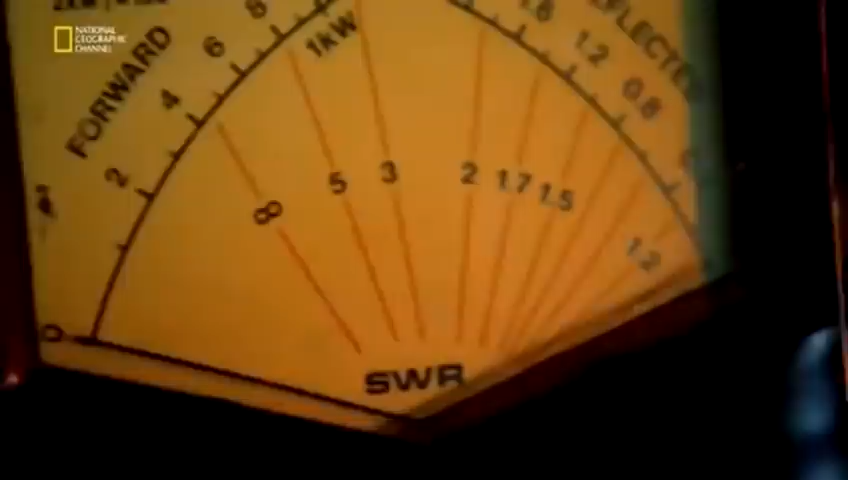 NATIONAL
GEOGRAPHIC
CHANNEL
FORWARD
0
2
4
6
8
1kW
1.6
1.2
0.8
∞
5
3
2
1.7
1.5
1.2
SWR